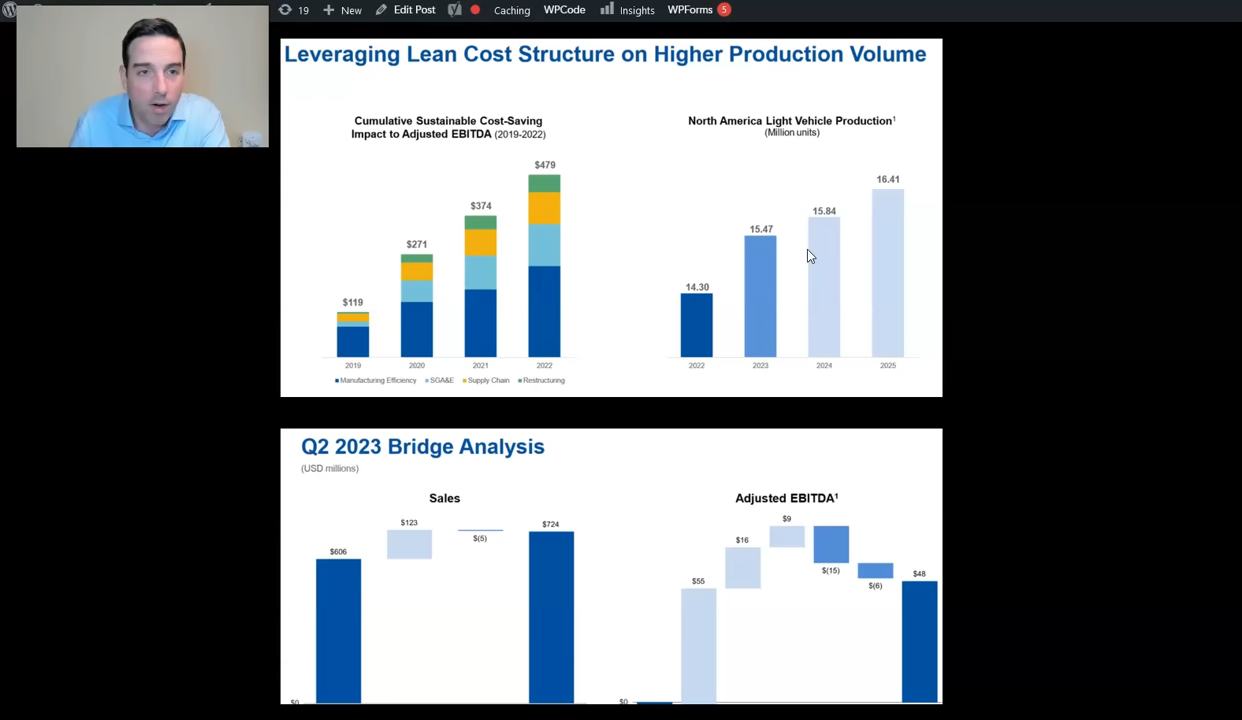 19 New Edit Post Caching WPCode Insights WPForms 5
Leveraging Lean Cost Structure on Higher Production Volume
Cumulative Sustainable Cost-Saving
Impact to Adjusted EBITDA (2019-2022)
$119
$271
$374
$479
2019 2020 2021 2022
Manufacturing Efficiency SGA&E Supply Chain Restructuring
North America Light Vehicle Production¹
(Million units)
14.30
15.47
15.84
16.41
2022 2023 2024 2025
Q2 2023 Bridge Analysis
(USD millions)
Sales
$606
$123
$(5)
$724
$0
Adjusted EBITDA¹
$55
$16
$9
$(15)
$(6)
$48
$0